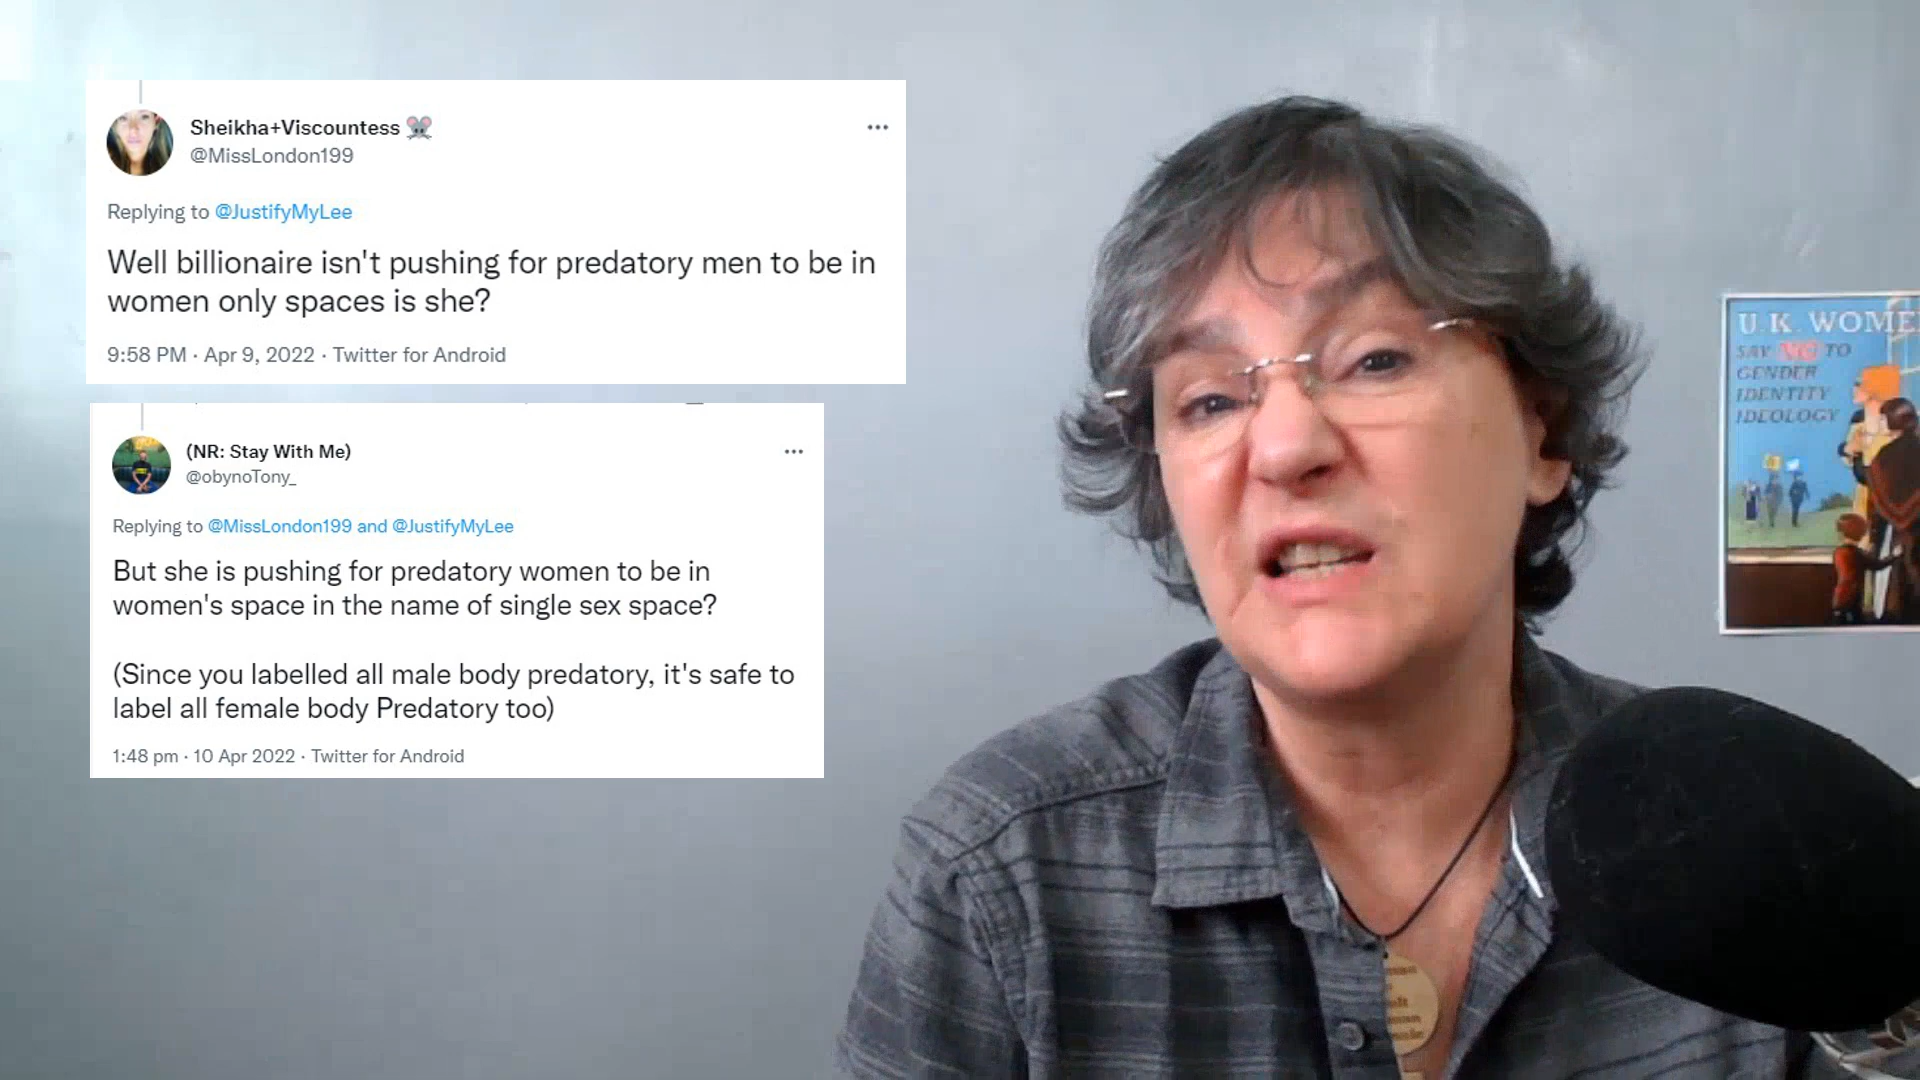 Sheikha+Viscountess 🐭
@MissLondon199
Replying to @JustifyMyLee
Well billionaire isn't pushing for predatory men to be in
women only spaces is she?
9:58 PM · Apr 9, 2022 · Twitter for Android
(NR: Stay With Me)
@obynoTony_
Replying to @MissLondon199 and @JustifyMyLee
But she is pushing for predatory women to be in
women's space in the name of single sex space?
(Since you labelled all male body predatory, it's safe to
label all female body Predatory too)
1:48 pm · 10 Apr 2022 · Twitter for Android
U.K. WOME
SAY NO TO
GENDER
IDENTITY
IDEOLOGY